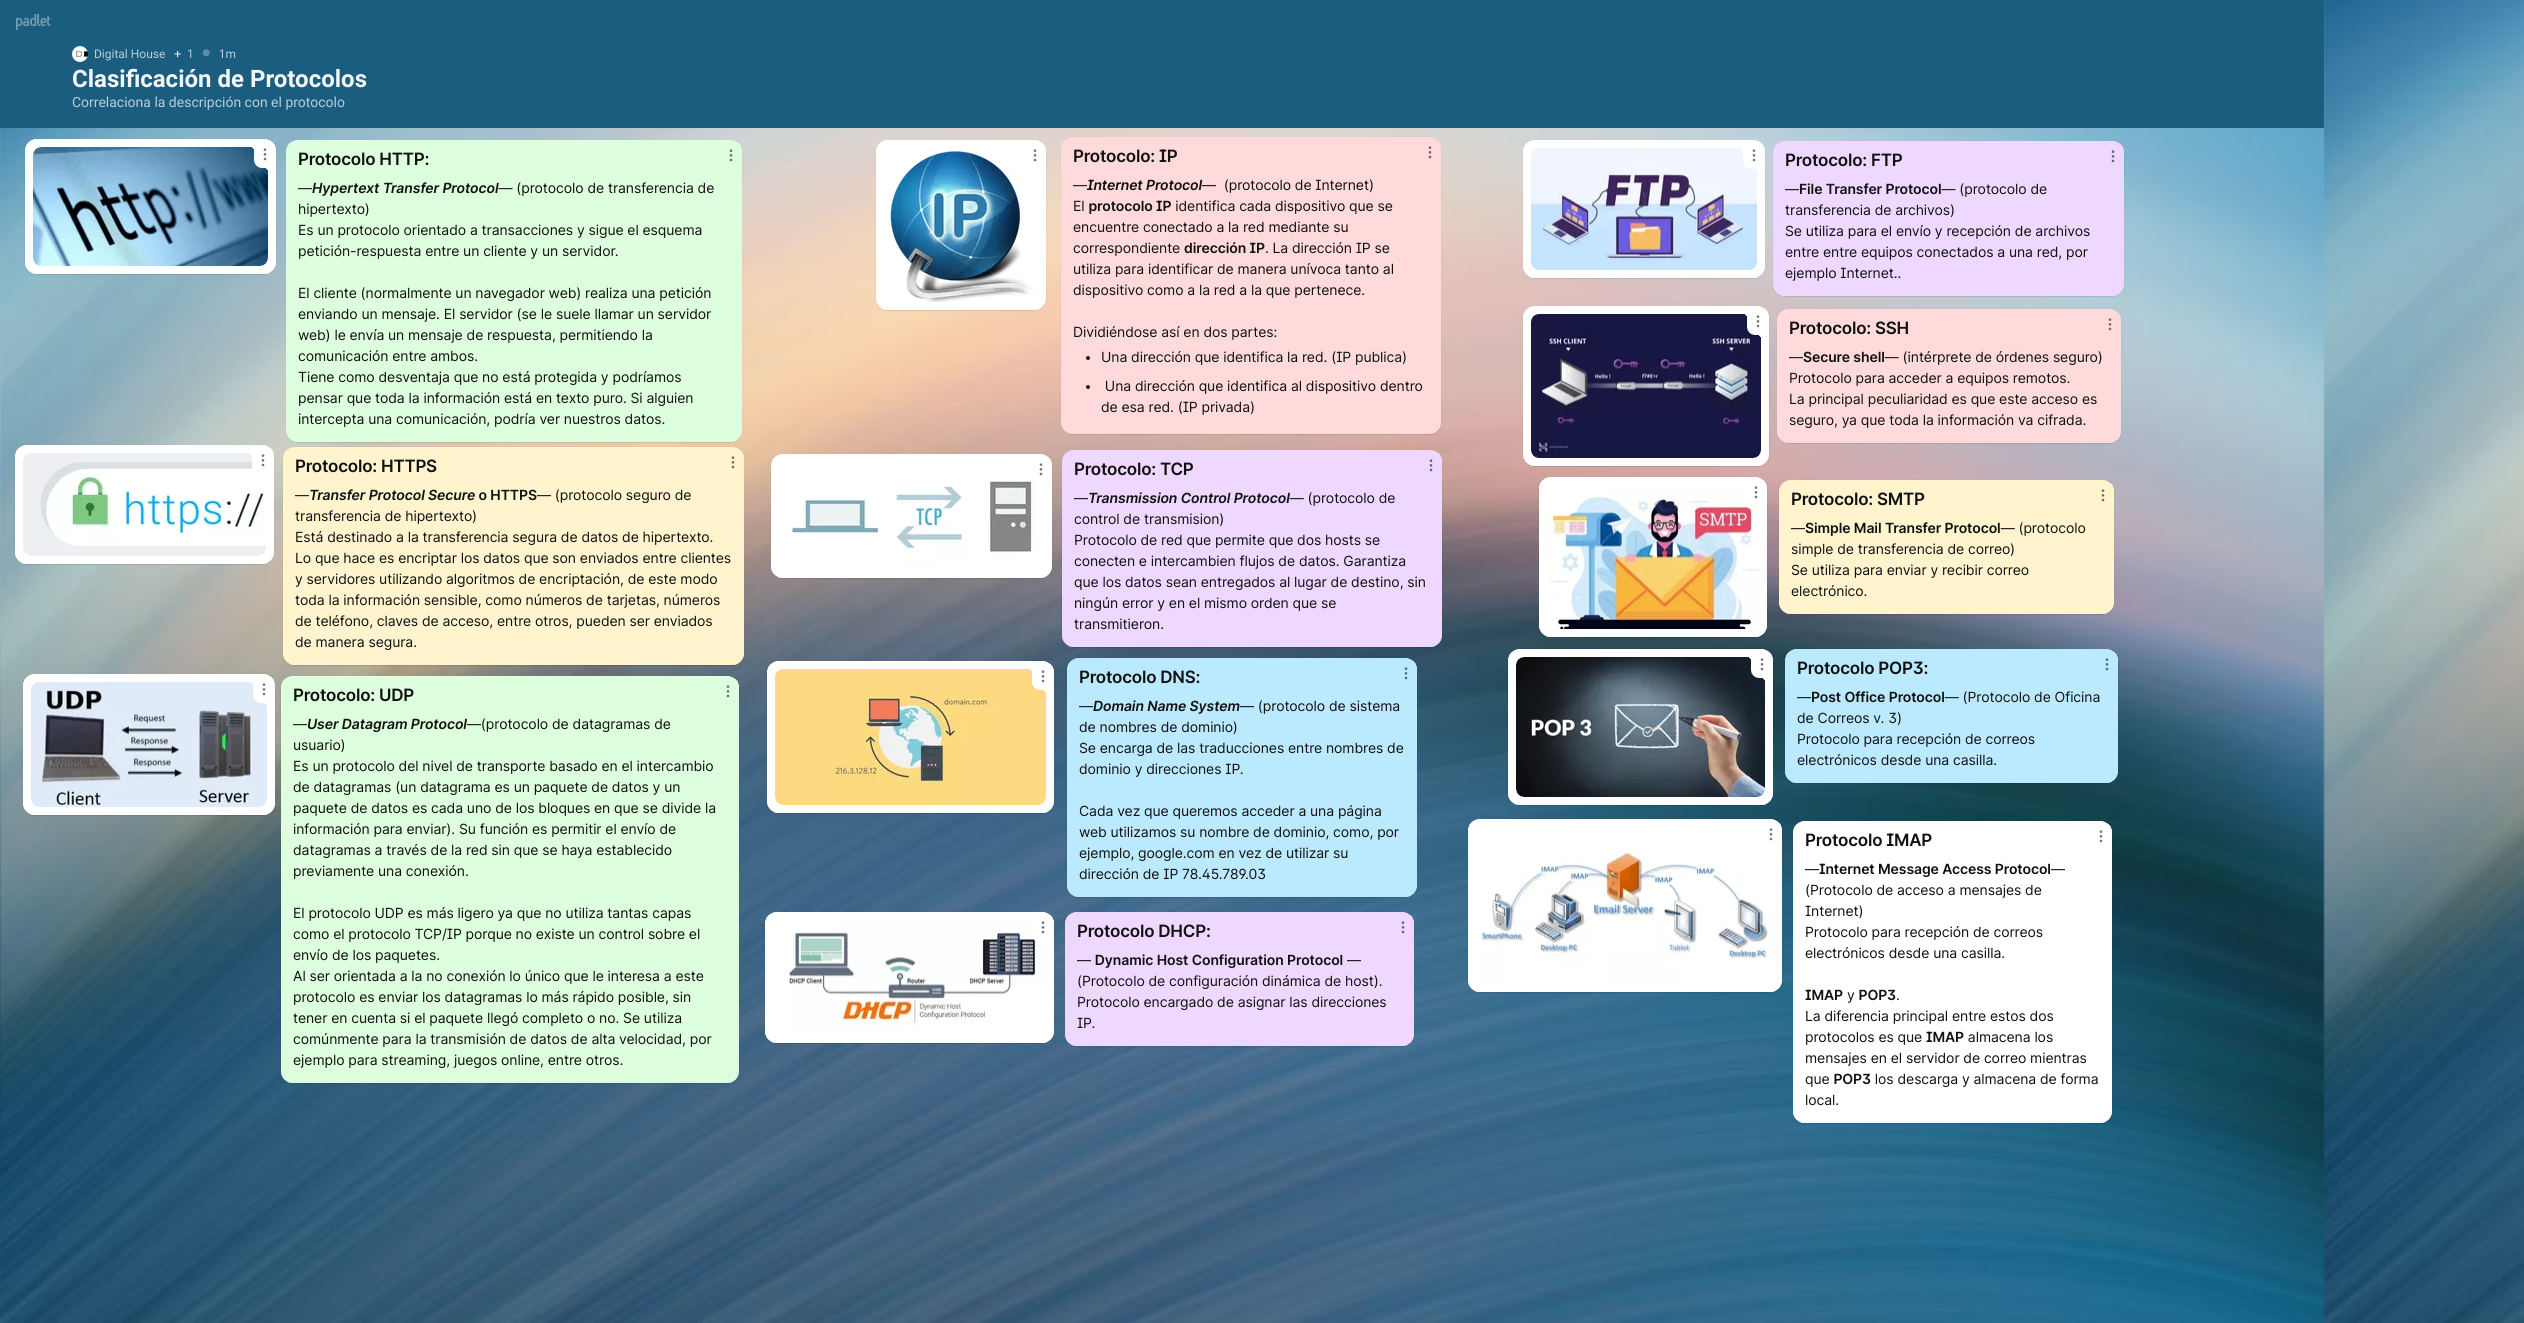 padlet
Digital House + 1 1m
Clasificación de Protocolos
Correlaciona la descripción con el protocolo
http://www
Protocolo HTTP:
—Hypertext Transfer Protocol— (protocolo de transferencia de
hipertexto)
Es un protocolo orientado a transacciones y sigue el esquema
petición-respuesta entre un cliente y un servidor.
El cliente (normalmente un navegador web) realiza una petición
enviando un mensaje. El servidor (se le suele llamar un servidor
web) le envía un mensaje de respuesta, permitiendo la
comunicación entre ambos.
Tiene como desventaja que no está protegida y podríamos
pensar que toda la información está en texto puro. Si alguien
intercepta una comunicación, podría ver nuestros datos.
https://
Protocolo: HTTPS
—Transfer Protocol Secure o HTTPS— (protocolo seguro de
transferencia de hipertexto)
Está destinado a la transferencia segura de datos de hipertexto.
Lo que hace es encriptar los datos que son enviados entre clientes
y servidores utilizando algoritmos de encriptación, de este modo
toda la información sensible, como números de tarjetas, números
de teléfono, claves de acceso, entre otros, pueden ser enviados
de manera segura.
UDP
Request
Response
Response
Client
Server
Protocolo: UDP
—User Datagram Protocol—(protocolo de datagramas de
usuario)
Es un protocolo del nivel de transporte basado en el intercambio
de datagramas (un datagrama es un paquete de datos y un
paquete de datos es cada uno de los bloques en que se divide la
información para enviar). Su función es permitir el envío de
datagramas a través de la red sin que se haya establecido
previamente una conexión.
El protocolo UDP es más ligero ya que no utiliza tantas capas
como el protocolo TCP/IP porque no existe un control sobre el
envío de los paquetes.
Al ser orientada a la no conexión lo único que le interesa a este
protocolo es enviar los datagramas lo más rápido posible, sin
tener en cuenta si el paquete llegó completo o no. Se utiliza
comúnmente para la transmisión de datos de alta velocidad, por
ejemplo para streaming, juegos online, entre otros.
IP
Protocolo: IP
—Internet Protocol— (protocolo de Internet)
El protocolo IP identifica cada dispositivo que se
encuentre conectado a la red mediante su
correspondiente dirección IP. La dirección IP se
utiliza para identificar de manera unívoca tanto al
dispositivo como a la red a la que pertenece.
Dividiéndose así en dos partes:
• Una dirección que identifica la red. (IP publica)
• Una dirección que identifica al dispositivo dentro
de esa red. (IP privada)
TCP
Protocolo: TCP
—Transmission Control Protocol— (protocolo de
control de transmision)
Protocolo de red que permite que dos hosts se
conecten e intercambien flujos de datos. Garantiza
que los datos sean entregados al lugar de destino, sin
ningún error y en el mismo orden que se
transmitieron.
domain.com
216.3.128.12
Protocolo DNS:
—Domain Name System— (protocolo de sistema
de nombres de dominio)
Se encarga de las traducciones entre nombres de
dominio y direcciones IP.
Cada vez que queremos acceder a una página
web utilizamos su nombre de dominio, como, por
ejemplo, google.com en vez de utilizar su
dirección de IP 78.45.789.03
DHCP Client
Router
DHCP Server
DHCP
Dynamic Host
Configuration Protocol
Protocolo DHCP:
— Dynamic Host Configuration Protocol —
(Protocolo de configuración dinámica de host).
Protocolo encargado de asignar las direcciones
IP.
FTP
Protocolo: FTP
—File Transfer Protocol— (protocolo de
transferencia de archivos)
Se utiliza para el envío y recepción de archivos
entre entre equipos conectados a una red, por
ejemplo Internet..
SSH CLIENT
SSH SERVER
Hello !
Hello !
Protocolo: SSH
—Secure shell— (intérprete de órdenes seguro)
Protocolo para acceder a equipos remotos.
La principal peculiaridad es que este acceso es
seguro, ya que toda la información va cifrada.
SMTP
Protocolo: SMTP
—Simple Mail Transfer Protocol— (protocolo
simple de transferencia de correo)
Se utiliza para enviar y recibir correo
electrónico.
POP 3
Protocolo POP3:
—Post Office Protocol— (Protocolo de Oficina
de Correos v. 3)
Protocolo para recepción de correos
electrónicos desde una casilla.
IMAP
IMAP
IMAP
IMAP
Email Server
SmartPhone
Desktop PC
Tablet
Desktop PC
Protocolo IMAP
—Internet Message Access Protocol—
(Protocolo de acceso a mensajes de
Internet)
Protocolo para recepción de correos
electrónicos desde una casilla.
IMAP y POP3.
La diferencia principal entre estos dos
protocolos es que IMAP almacena los
mensajes en el servidor de correo mientras
que POP3 los descarga y almacena de forma
local.